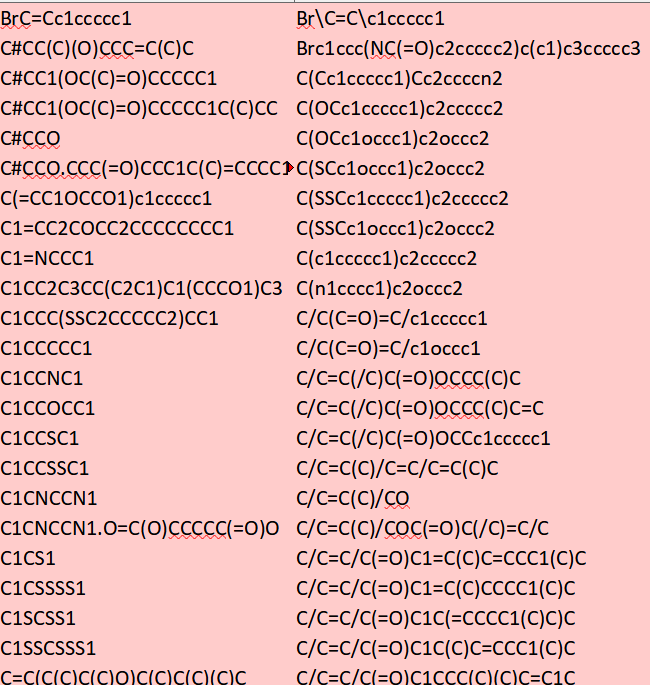 BrC=Cc1ccccc1 Br\C=C\c1ccccc1
C#CC(C)(O)CCC=C(C)C Brc1ccc(NC(=O)c2ccccc2)c(c1)c3ccccc3
C#CC1(OC(C)=O)CCCCC1 C(Cc1ccccc1)Cc2ccccn2
C#CC1(OC(C)=O)CCCCC1C(C)CC C(OCc1ccccc1)c2ccccc2
C#CCO C(OCc1occc1)c2occc2
C#CCO.CCC(=O)CCC1C(C)=CCCC1 C(SCc1occc1)c2occc2
C(=CC1OCCO1)c1ccccc1 C(SSCc1ccccc1)c2ccccc2
C1=CC2COCC2CCCCCCCC1 C(SSCc1occc1)c2occc2
C1=NCCC1 C(c1ccccc1)c2ccccc2
C1CC2C3CC(C2C1)C1(CCCO1)C3 C(n1cccc1)c2occc2
C1CCC(SSC2CCCCC2)CC1 C/C(C=O)=C/c1ccccc1
C1CCCCC1 C/C(C=O)=C/c1occc1
C1CCNC1 C/C=C(/C)C(=O)OCCC(C)C
C1CCOCC1 C/C=C(/C)C(=O)OCCC(C)C=C
C1CCSC1 C/C=C(/C)C(=O)OCCc1ccccc1
C1CCSSC1 C/C=C(C)/C=C/C=C(C)C
C1CNCCN1 C/C=C(C)/CO
C1CNCCN1.O=C(O)CCCCC(=O)O C/C=C(C)/COC(=O)C(/C)=C/C
C1CS1 C/C=C/C(=O)C1=C(C)C=CCC1(C)C
C1CSSSS1 C/C=C/C(=O)C1=C(C)CCCC1(C)C
C1SCSS1 C/C=C/C(=O)C1C(=CCCC1(C)C)C
C1SSCSSS1 C/C=C/C(=O)C1C(C)C=CCC1(C)C
C=C(C(C)C(C)O)C(C)C(C)(C)C C/C=C/C(=O)C1CCC(C)(C)C=C1C